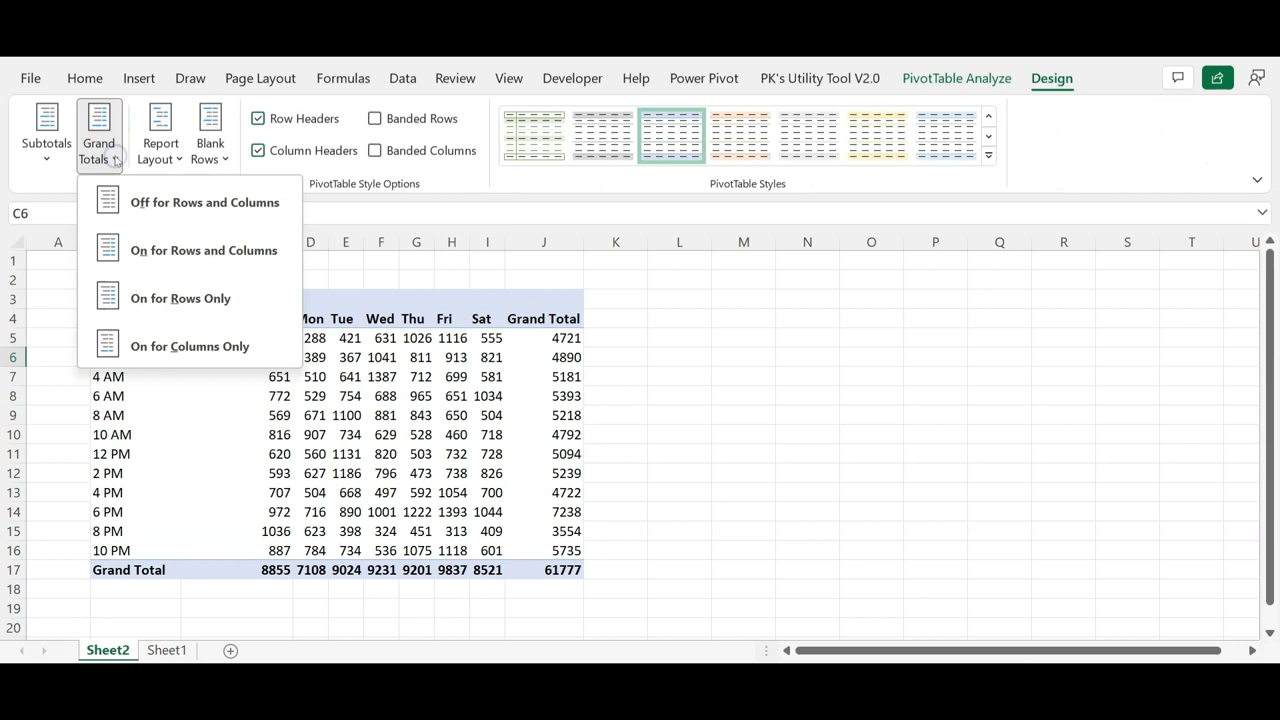 File Home Insert Draw Page Layout Formulas Data Review View Developer Help Power Pivot PK's Utility Tool V2.0 PivotTable Analyze Design
Subtotals
Grand Totals
Report Layout
Blank Rows
Row Headers
Banded Rows
Column Headers
Banded Columns
PivotTable Style Options
PivotTable Styles
Off for Rows and Columns
On for Rows and Columns
On for Rows Only
On for Columns Only
C6
A D E F G H I J K L M N O P Q R S T U
1
2
3
4 Mon Tue Wed Thu Fri Sat Grand Total
5 288 421 631 1026 1116 555 4721
6 389 367 1041 811 913 821 4890
7 4 AM 651 510 641 1387 712 699 581 5181
8 6 AM 772 529 754 688 965 651 1034 5393
9 8 AM 569 671 1100 881 843 650 504 5218
10 10 AM 816 907 734 629 528 460 718 4792
11 12 PM 620 560 1131 820 503 732 728 5094
12 2 PM 593 627 1186 796 473 738 826 5239
13 4 PM 707 504 668 497 592 1054 700 4722
14 6 PM 972 716 890 1001 1222 1393 1044 7238
15 8 PM 1036 623 398 324 451 313 409 3554
16 10 PM 887 784 734 536 1075 1118 601 5735
17 Grand Total 8855 7108 9024 9231 9201 9837 8521 61777
18
19
20
Sheet2 Sheet1